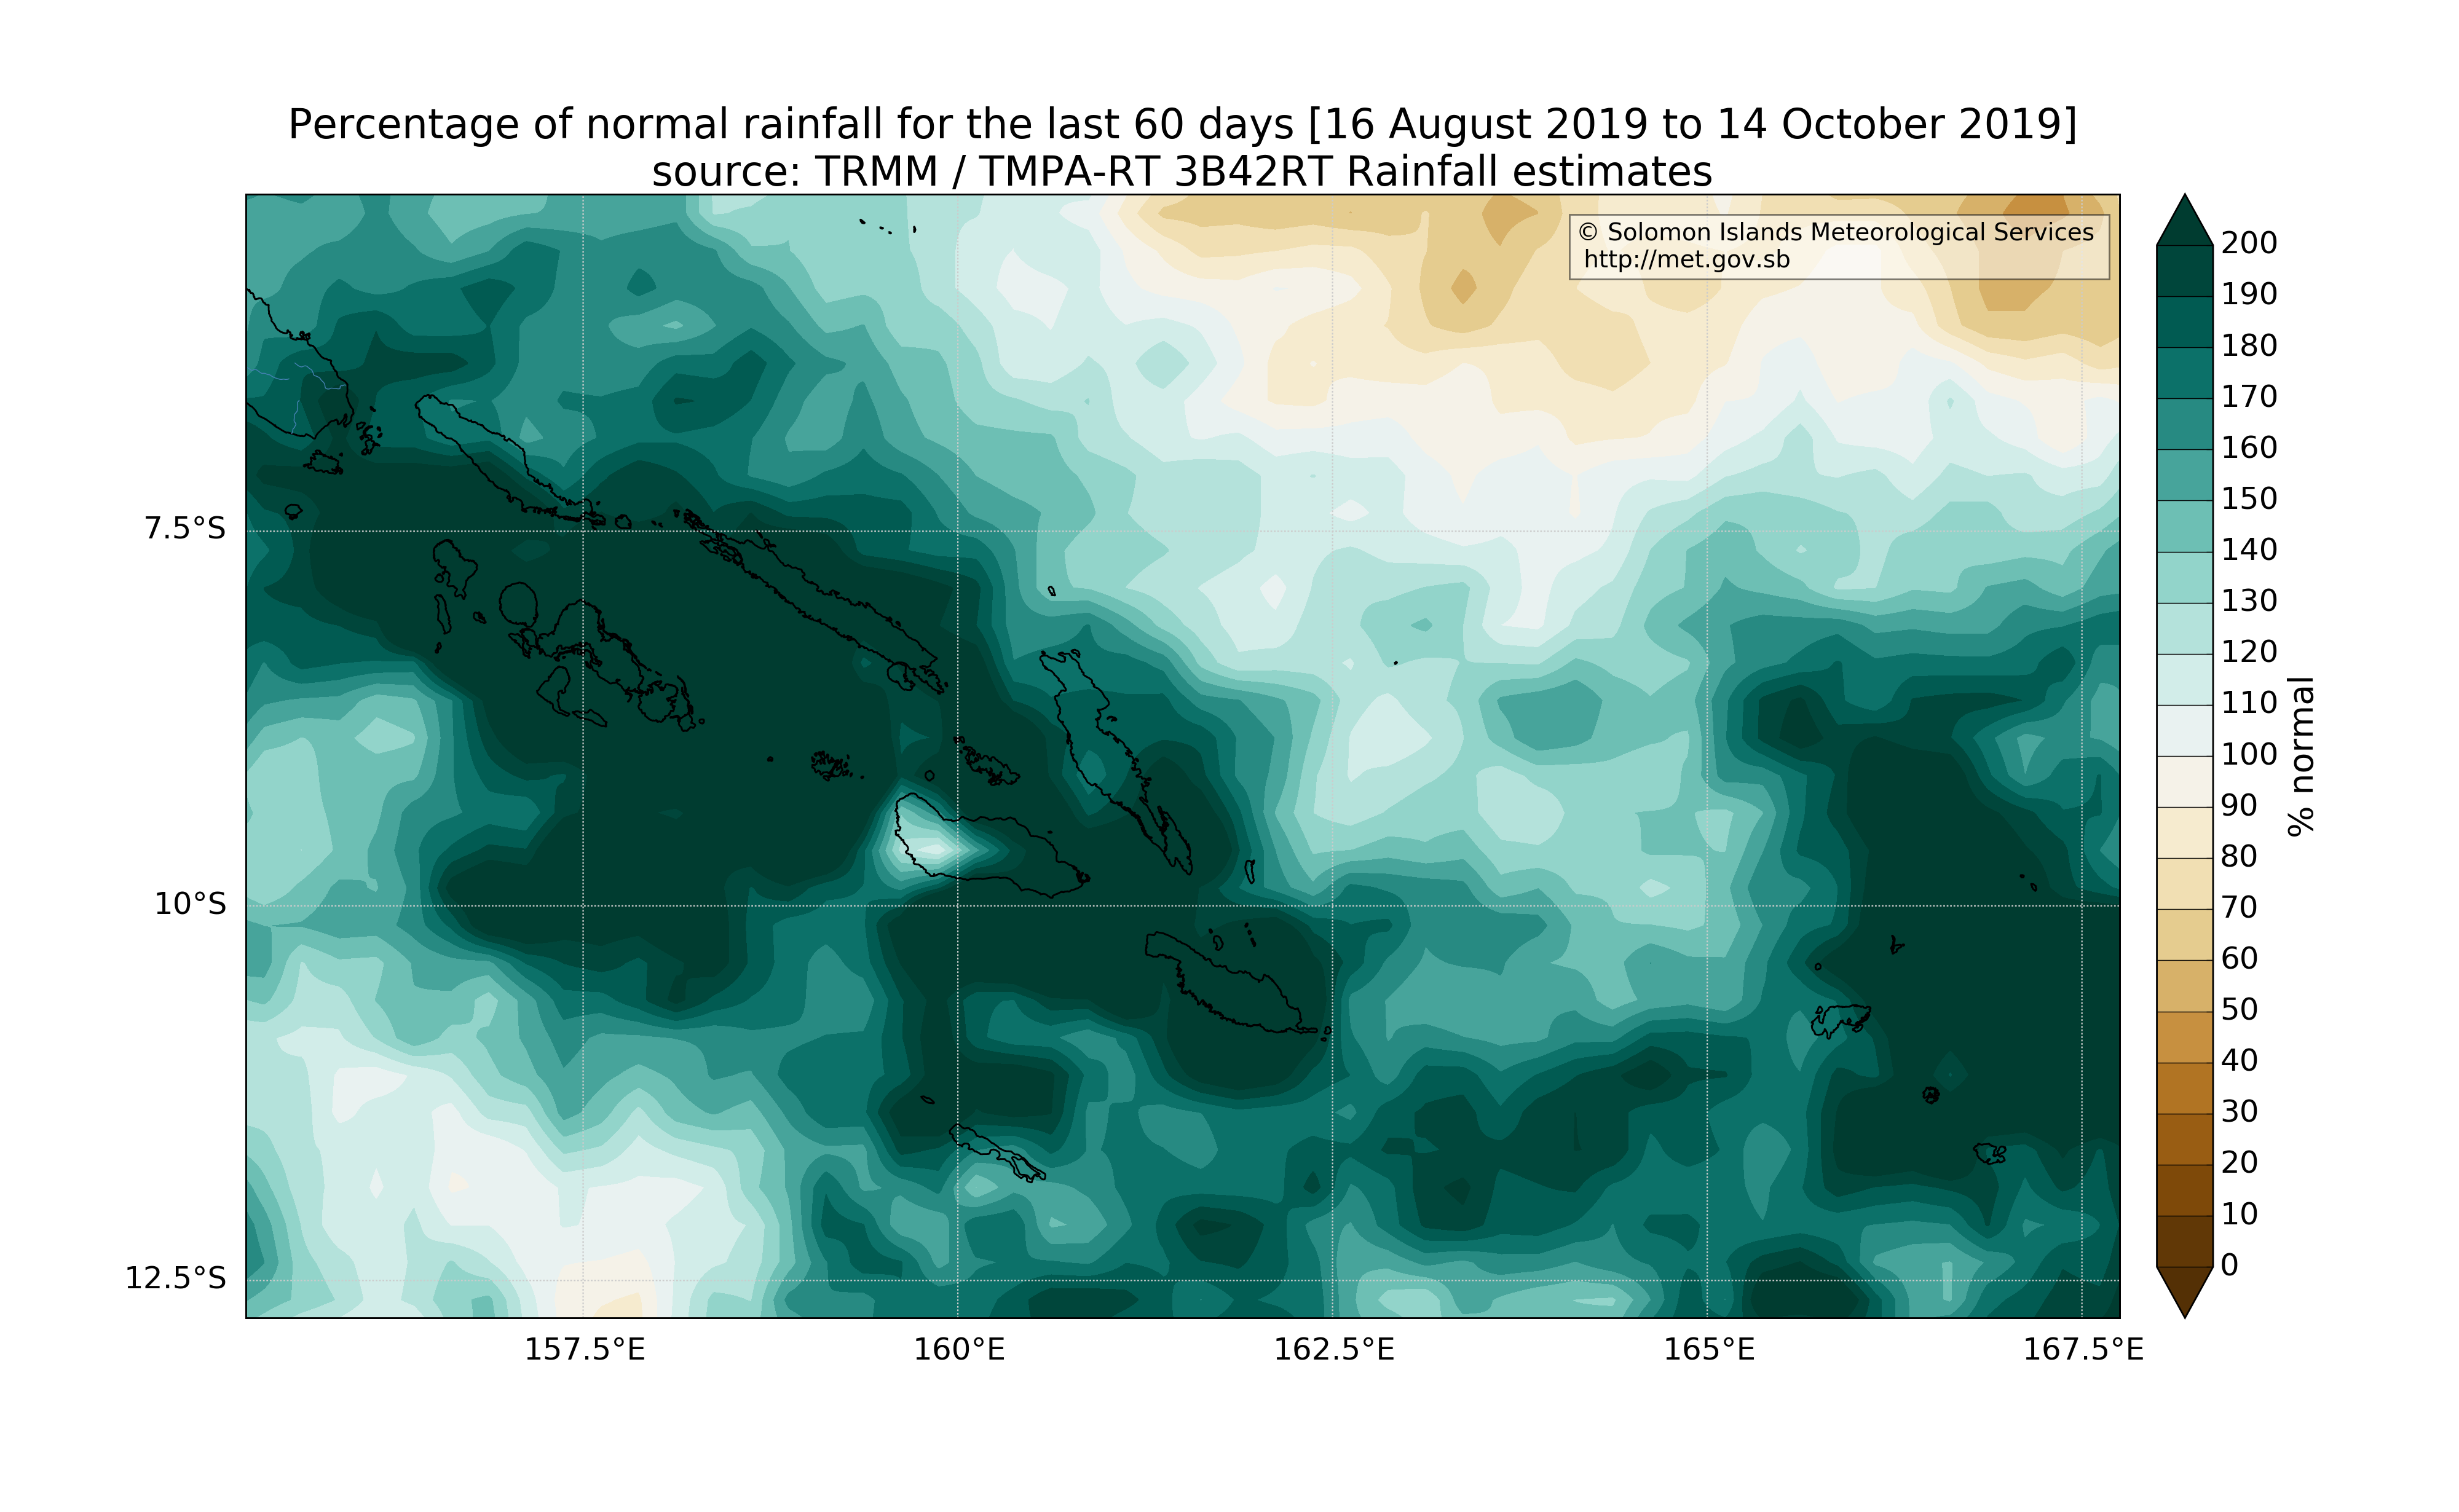 Percentage of normal rainfall for the last 60 days [16 August 2019 to 14 October 2019]
source: TRMM / TMPA-RT 3B42RT Rainfall estimates
© Solomon Islands Meteorological Services
http://met.gov.sb
7.5°S
10°S
12.5°S
157.5°E
160°E
162.5°E
165°E
167.5°E
200
190
180
170
160
150
140
130
120
110
100
90
80
70
60
50
40
30
20
10
0
% normal